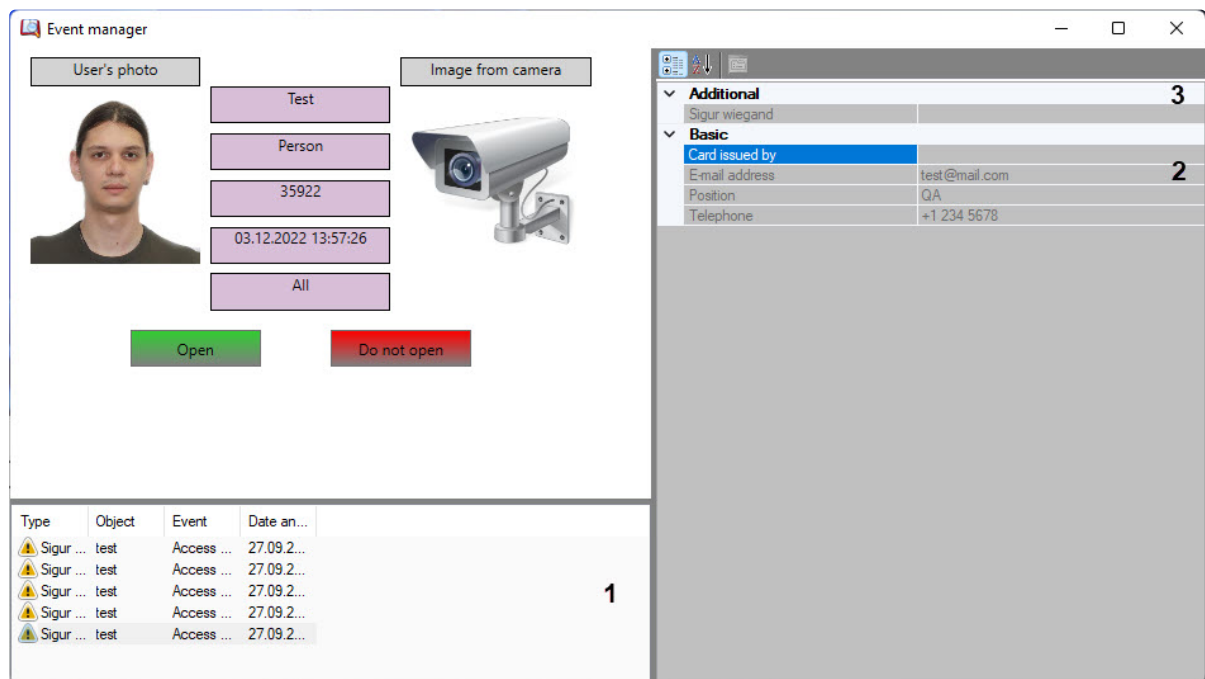 Event manager
User's photo
Image from camera
Test
Person
35922
03.12.2022 13:57:26
All
Open
Do not open
Type Object Event Date an...
Sigur ... test Access ... 27.09.2...
Sigur ... test Access ... 27.09.2...
Sigur ... test Access ... 27.09.2...
Sigur ... test Access ... 27.09.2...
Sigur ... test Access ... 27.09.2...
1
Additional 3
Sigur wiegand
Basic
Card issued by
E-mail address test@mail.com 2
Position QA
Telephone +1 234 5678